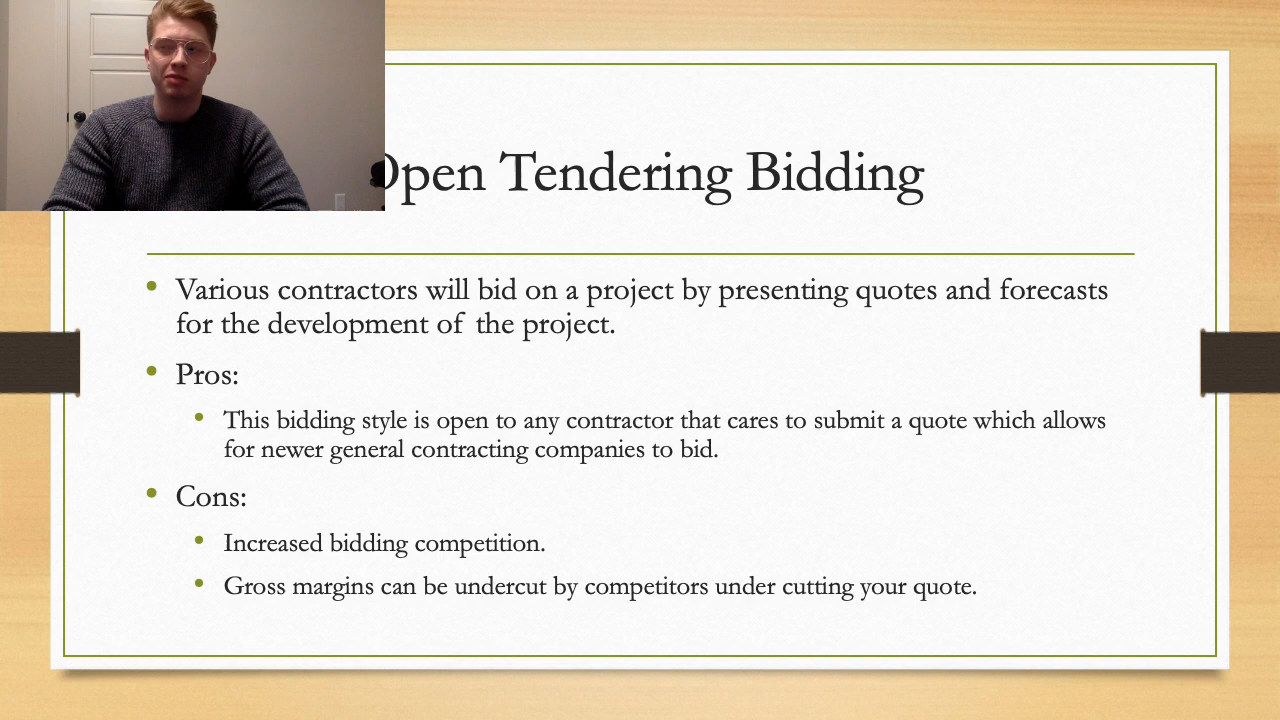 Open Tendering Bidding
• Various contractors will bid on a project by presenting quotes and forecasts
for the development of the project.
• Pros:
• This bidding style is open to any contractor that cares to submit a quote which allows
for newer general contracting companies to bid.
• Cons:
• Increased bidding competition.
• Gross margins can be undercut by competitors under cutting your quote.